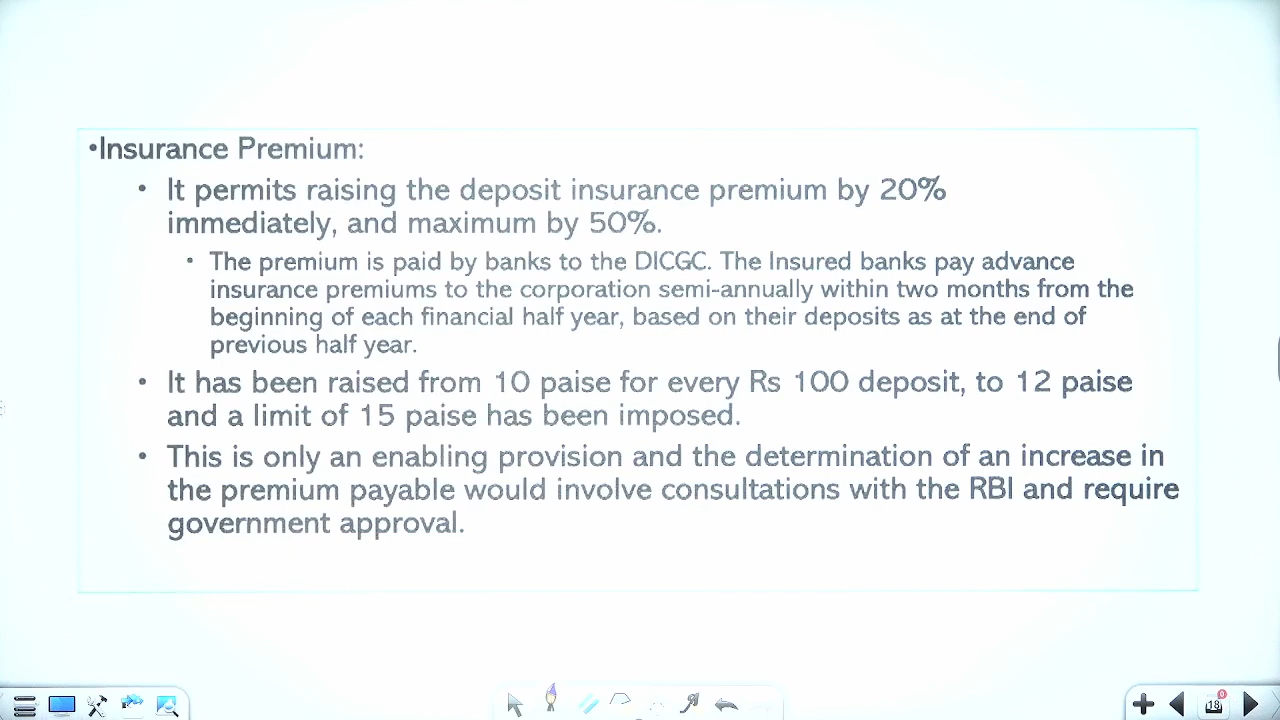 •Insurance Premium:
• It permits raising the deposit insurance premium by 20%
immediately, and maximum by 50%.
• The premium is paid by banks to the DICGC. The Insured banks pay advance
insurance premiums to the corporation semi-annually within two months from the
beginning of each financial half year, based on their deposits as at the end of
previous half year.
• It has been raised from 10 paise for every Rs 100 deposit, to 12 paise
and a limit of 15 paise has been imposed.
• This is only an enabling provision and the determination of an increase in
the premium payable would involve consultations with the RBI and require
government approval.
0
18